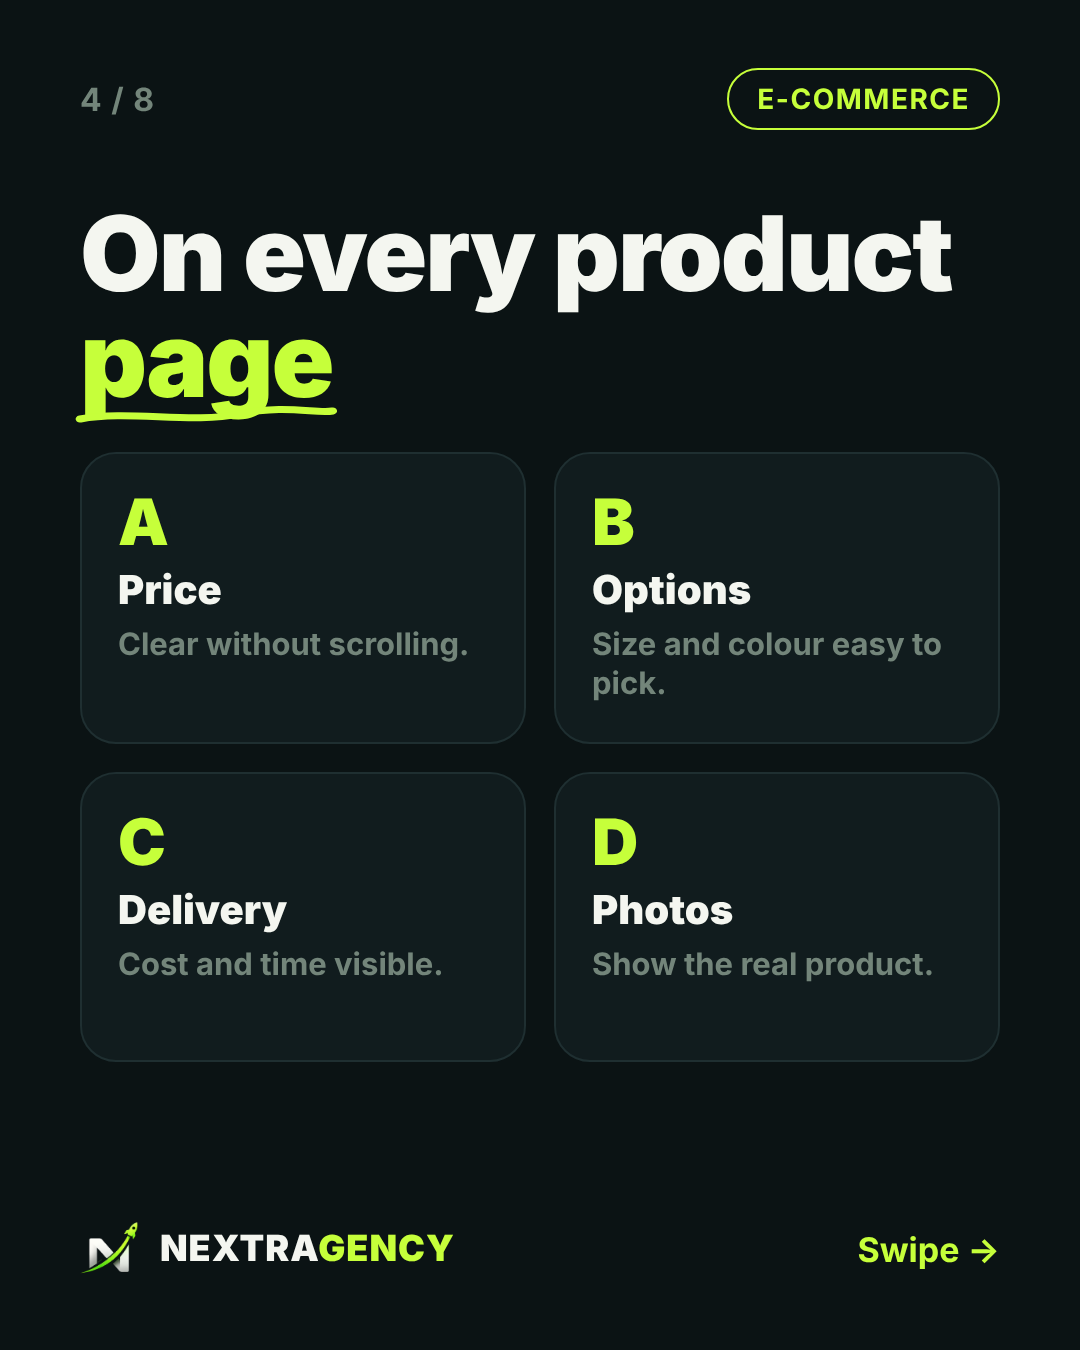 4 / 8
E-COMMERCE
On every product
page
A
Price
Clear without scrolling.
B
Options
Size and colour easy to
pick.
C
Delivery
Cost and time visible.
D
Photos
Show the real product.
NEXTRAGENCY
Swipe →